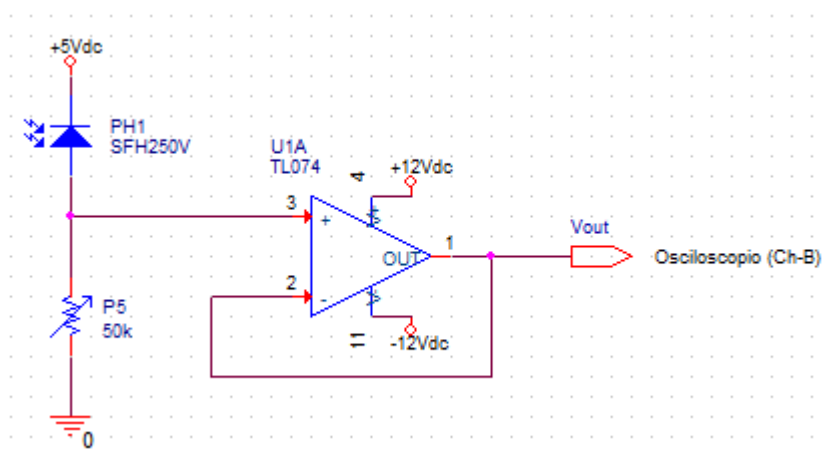 +5Vdc
PH1
SFH250V
U1A
TL074
4
+12Vdc
3
+
OUT
1
Vout
Osciloscopio (Ch-B)
2
-
11
-12Vdc
P5
50k
0